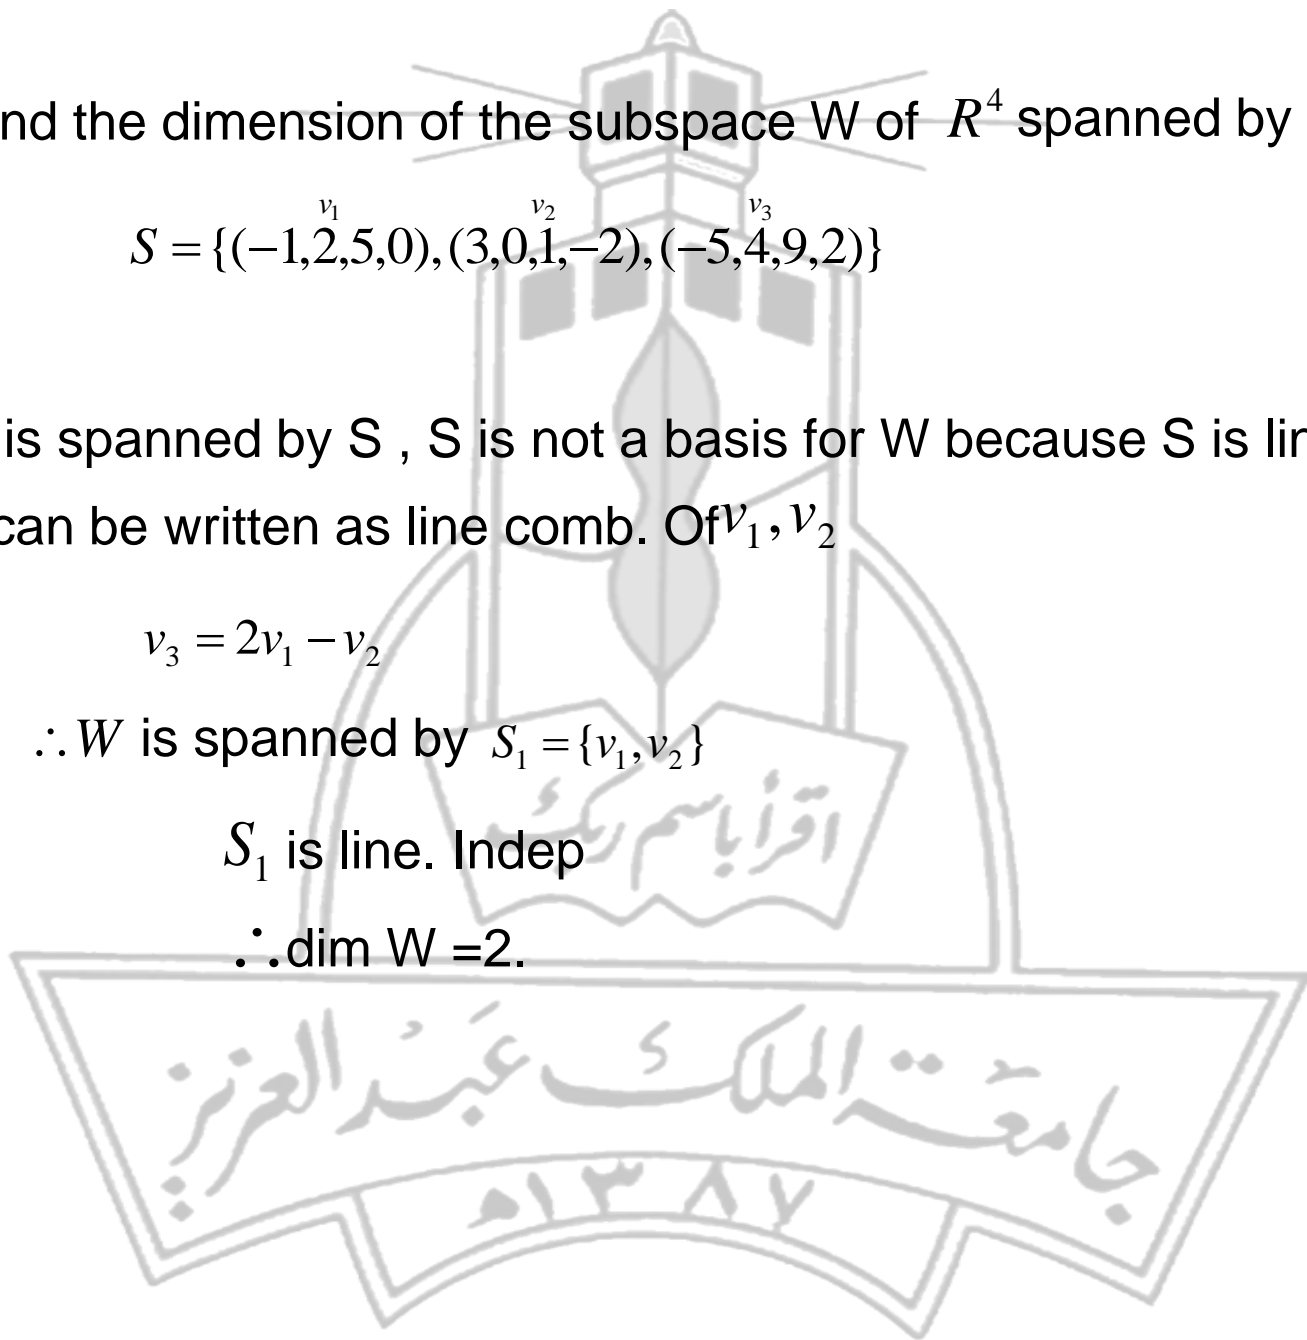 nd the dimension of the subspace W of R⁴ spanned by
v₁ v₂ v₃
S = {(−1,2,5,0),(3,0,1,−2),(−5,4,9,2)}
is spanned by S , S is not a basis for W because S is lin
can be written as line comb. Of v₁, v₂
v₃ = 2v₁ − v₂
∴ W is spanned by S₁ = {v₁, v₂}
S₁ is line. Indep
∴ dim W =2.
اقرأ باسم ربك
جامعة الملك عبد العزيز
١٣٨٧هـ